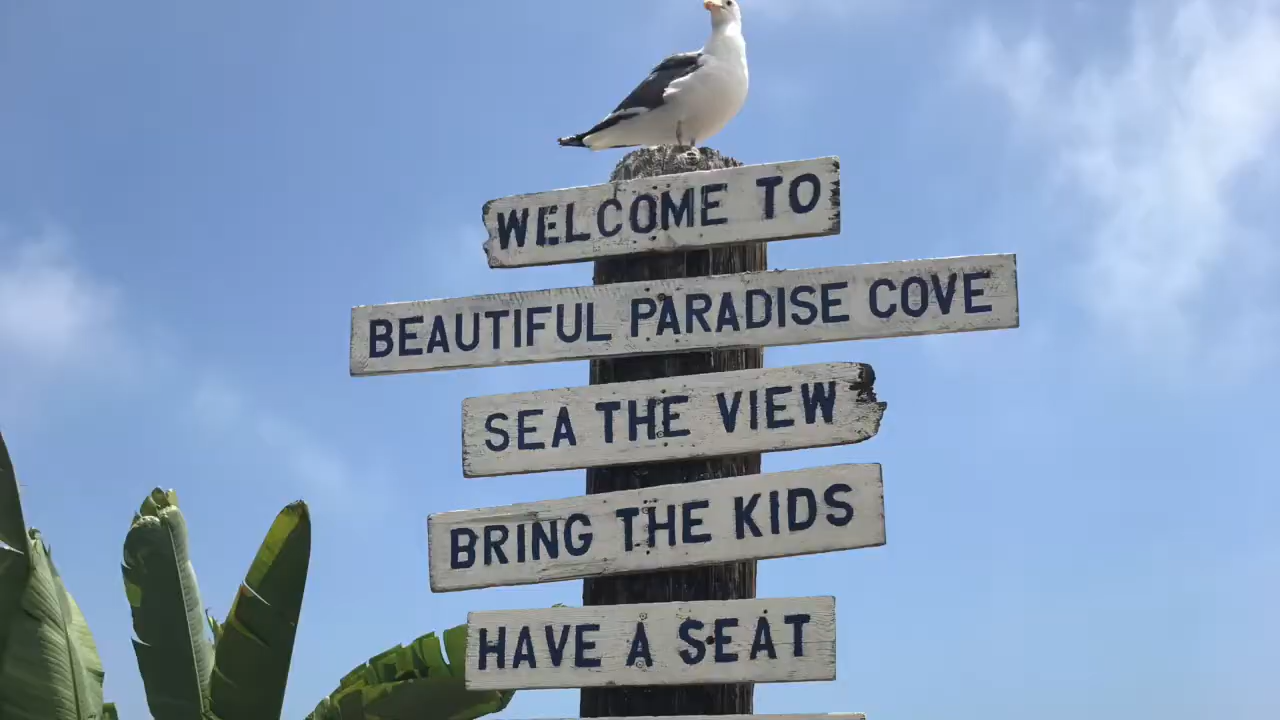 WELCOME TO
BEAUTIFUL PARADISE COVE
SEA THE VIEW
BRING THE KIDS
HAVE A SEAT